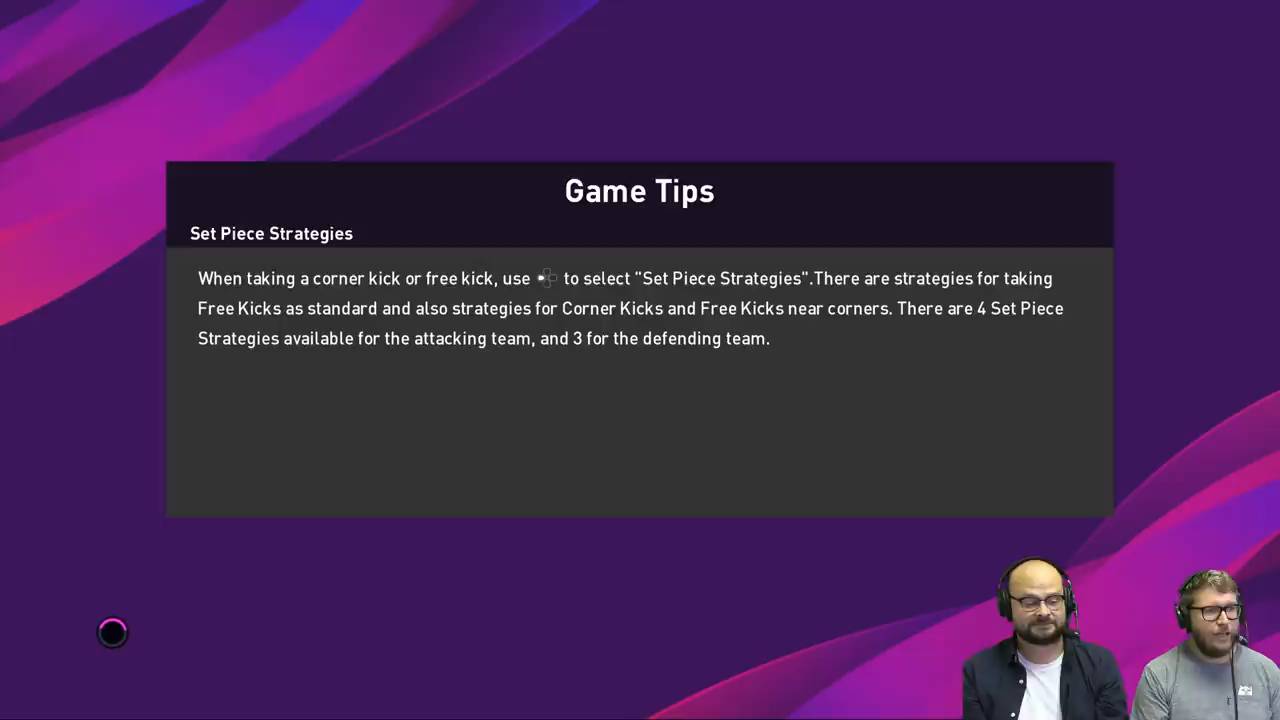 Game Tips
Set Piece Strategies
When taking a corner kick or free kick, use to select "Set Piece Strategies".There are strategies for taking
Free Kicks as standard and also strategies for Corner Kicks and Free Kicks near corners. There are 4 Set Piece
Strategies available for the attacking team, and 3 for the defending team.